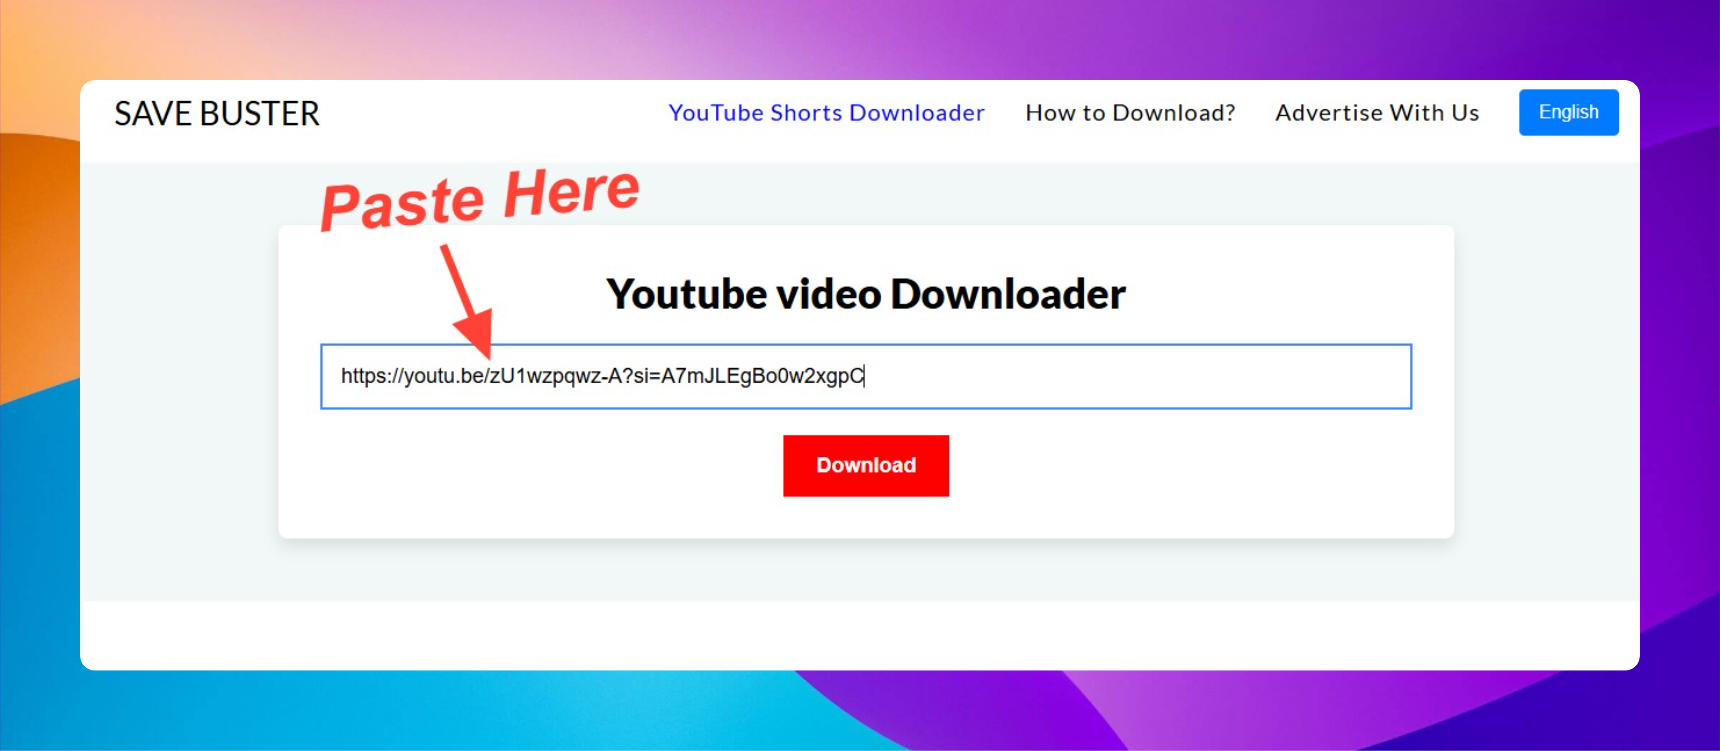 SAVE BUSTER
YouTube Shorts Downloader
How to Download?
Advertise With Us
English
Paste Here
Youtube video Downloader
https://youtu.be/zU1wzpqwz-A?si=A7mJLEgBo0w2xgpC
Download